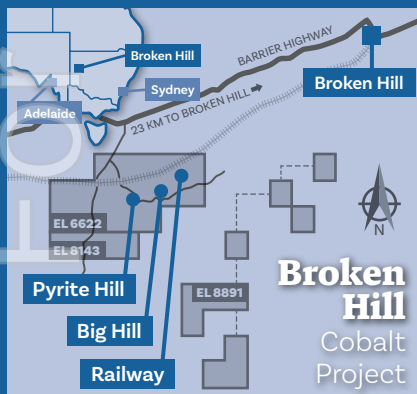 Broken Hill
Sydney
Adelaide
BARRIER HIGHWAY
23 KM TO BROKEN HILL
Broken Hill
EL 6622
EL 8143
EL 8891
Pyrite Hill
Big Hill
Railway
N
Broken
Hill
Cobalt
Project